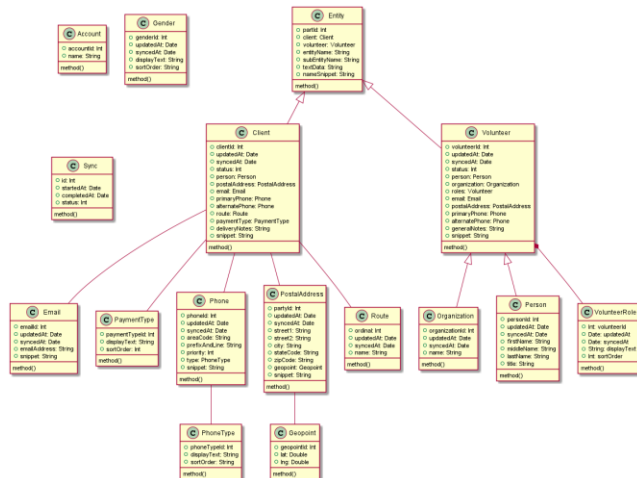 C Account
accountId: Int
name: String
method()
C Gender
genderId: Int
updatedAt: Date
syncedAt: Date
displayText: String
sortOrder: String
method()
C Entity
partId: Int
client: Client
volunteer: Volunteer
entityName: String
subEntityName: String
textData: String
nameSnippet: String
method()
C Sync
id: Int
startedAt: Date
completedAt: Date
status: Int
method()
C Client
clientId: Int
updatedAt: Date
syncedAt: Date
status: Int
person: Person
postalAddress: PostalAddress
email: Email
primaryPhone: Phone
alternatePhone: Phone
route: Route
paymentType: PaymentType
deliveryNotes: String
snippet: String
method()
C Volunteer
volunteerId: Int
updatedAt: Date
syncedAt: Date
status: Int
person: Person
organization: Organization
roles: Volunteer
email: Email
postalAddress: PostalAddress
primaryPhone: Phone
alternatePhone: Phone
generalNotes: String
snippet: String
method()
C Email
emailId: Int
updatedAt: Date
syncedAt: Date
emailAddress: String
snippet: String
method()
C PaymentType
paymentTypeId: Int
displayText: String
sortOrder: Int
method()
C Phone
phoneId: Int
updatedAt: Date
syncedAt: Date
areaCode: String
prefixAndLine: String
priority: Int
type: PhoneType
snippet: String
method()
C PostalAddress
partyId: Int
updatedAt: Date
syncedAt: Date
street1: String
street2: String
city: String
stateCode: String
zipCode: String
geopoint: Geopoint
snippet: String
method()
C Route
ordinal: Int
updatedAt: Date
syncedAt: Date
name: String
method()
C Organization
organizationId: Int
updatedAt: Date
syncedAt: Date
name: String
method()
C Person
personId: Int
updatedAt: Date
syncedAt: Date
firstName: String
middleName: String
lastName: String
title: String
method()
C VolunteerRole
Int: volunteerId
Date: updatedAt
Date: syncedAt
String: displayText
Int: sortOrder
method()
C PhoneType
phoneTypeId: Int
displayText: String
sortOrder: String
method()
C Geopoint
geopointId: Int
lat: Double
lng: Double
method()